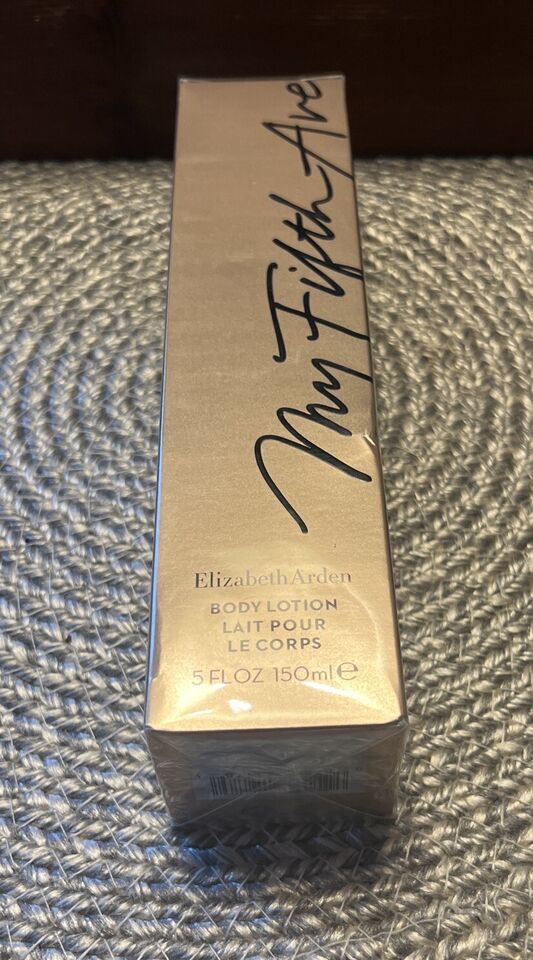 My Fifth Ave
ElizabethArden
BODY LOTION
LAIT POUR
LE CORPS
5 FL OZ 150ml ℮